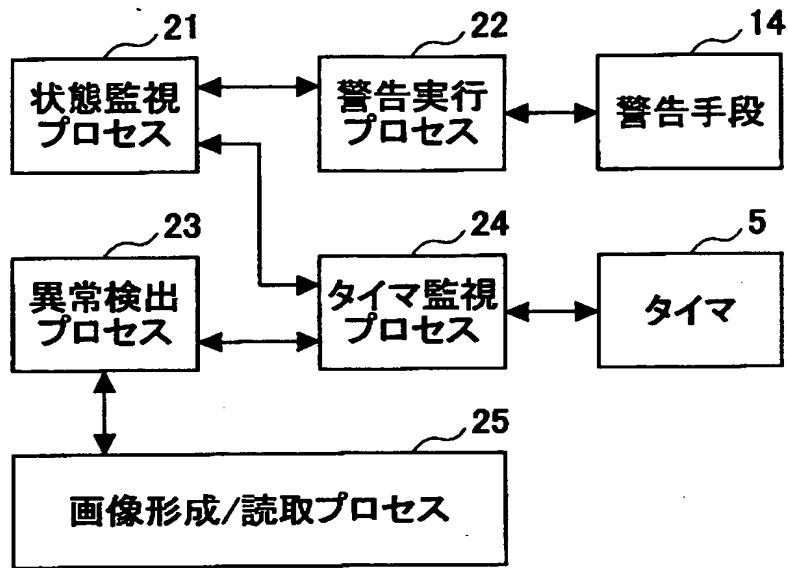 21
状態監視
プロセス
22
警告実行
プロセス
14
警告手段
23
異常検出
プロセス
24
タイマ監視
プロセス
5
タイマ
25
画像形成/読取プロセス